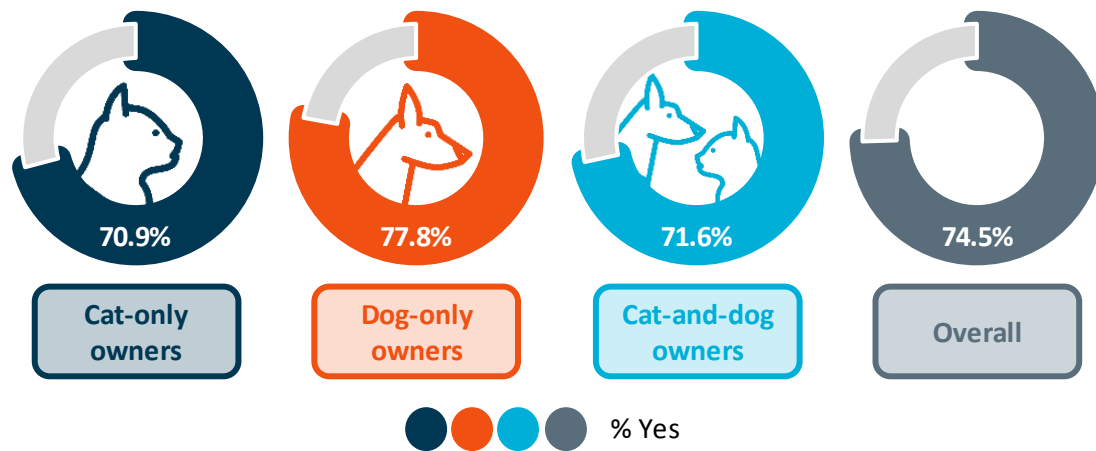 70.9%
77.8%
71.6%
74.5%
Cat-only
owners
Dog-only
owners
Cat-and-dog
owners
Overall
% Yes